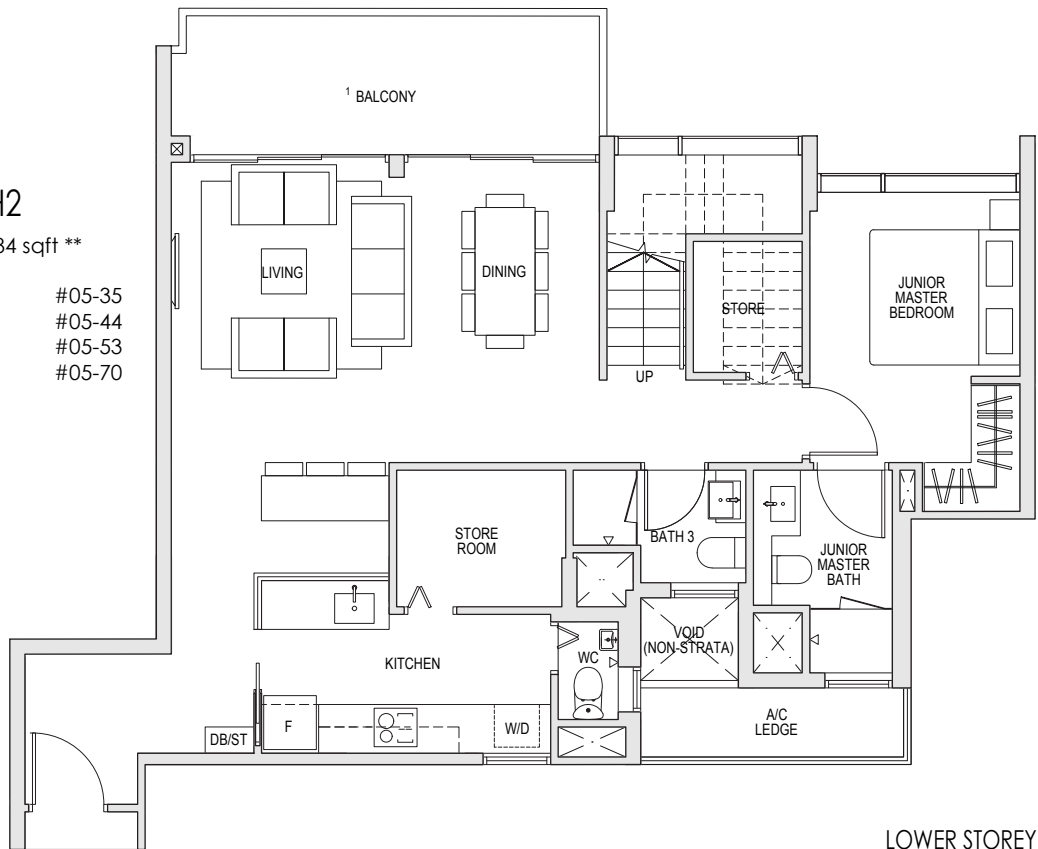 ¹ BALCONY
34 sqft **
#05-35
#05-44
#05-53
#05-70
LIVING
DINING
STORE
UP
JUNIOR
MASTER
BEDROOM
STORE
ROOM
BATH 3
JUNIOR
MASTER
BATH
VOID
(NON-STRATA)
WC
KITCHEN
F
W/D
DB/ST
A/C
LEDGE
LOWER STOREY